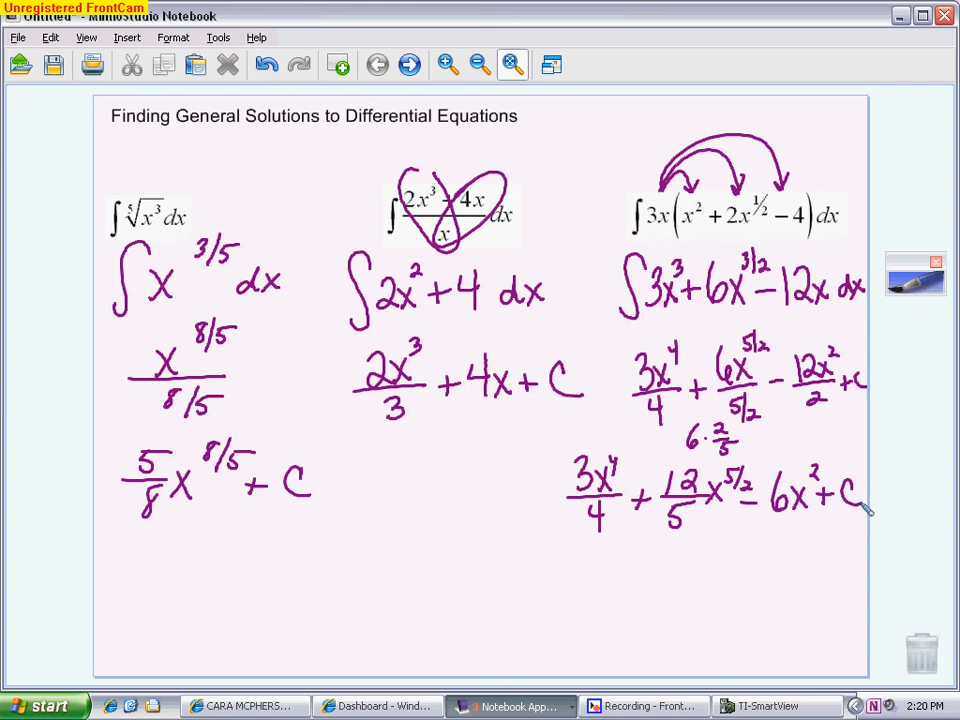 Unregistered FrontCam
Untitled* - MimioStudio Notebook
File Edit View Insert Format Tools Help
Finding General Solutions to Differential Equations
∫ ⁵√x³ dx
∫ x^3/5 dx
x^8/5
8/5
5/8 x^8/5 + C
∫ (2x³ + 4x)/x dx
∫ 2x² + 4 dx
2x³/3 + 4x + C
∫ 3x(x² + 2x^1/2 − 4)dx
∫ 3x³ + 6x^3/2 − 12x dx
3x⁴/4 + 6x^5/2/(5/2) − 12x²/2 + C
6 · 2/5
3x⁴/4 + 12/5 x^5/2 − 6x² + C
start CARA MCPHERS... Dashboard - Wind... Notebook App... Recording - Front... TI-SmartView 2:20 PM